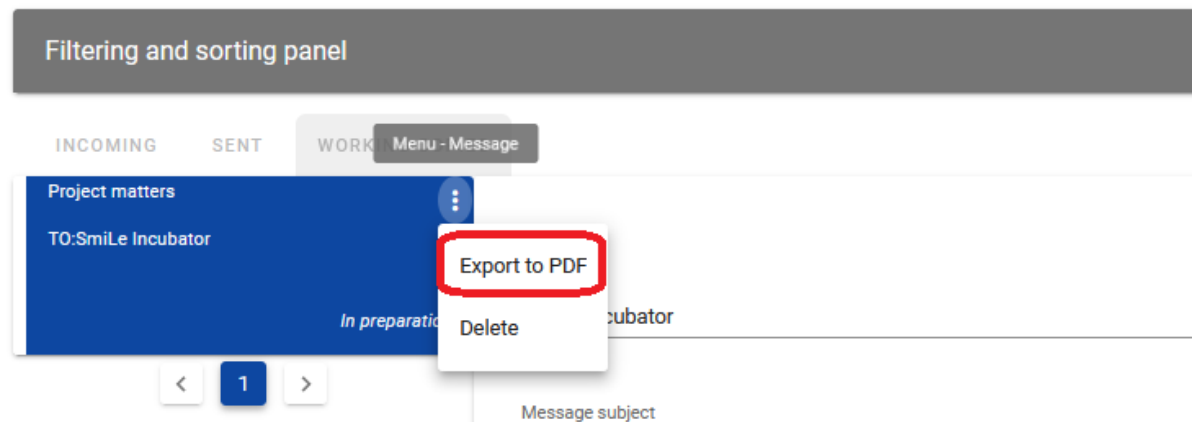 Filtering and sorting panel
INCOMING SENT WORKIN
Menu - Message
Project matters
TO:SmiLe Incubator
Export to PDF
In preparatio
Delete
cubator
1
Message subject